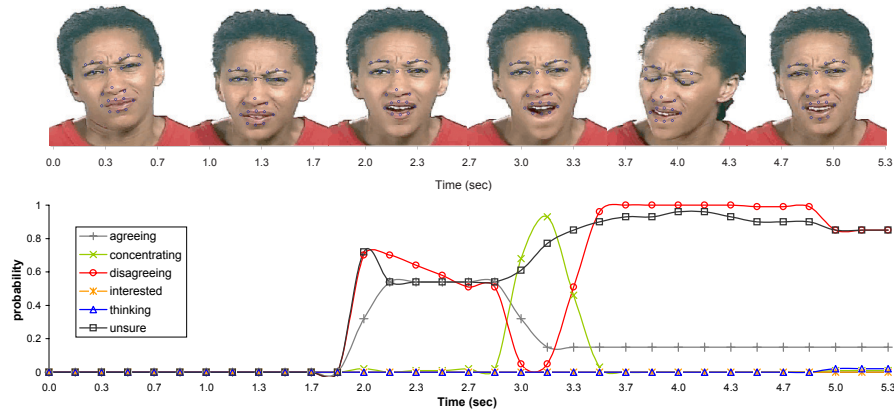 0.0 0.3 0.7 1.0 1.3 1.7 2.0 2.3 2.7 3.0 3.3 3.7 4.0 4.3 4.7 5.0 5.3
Time (sec)
1
0.8
0.6
0.4
0.2
0
probability
agreeing
concentrating
disagreeing
interested
thinking
unsure
0.0 0.3 0.7 1.0 1.3 1.7 2.0 2.3 2.7 3.0 3.3 3.7 4.0 4.3 4.7 5.0 5.3
Time (sec)